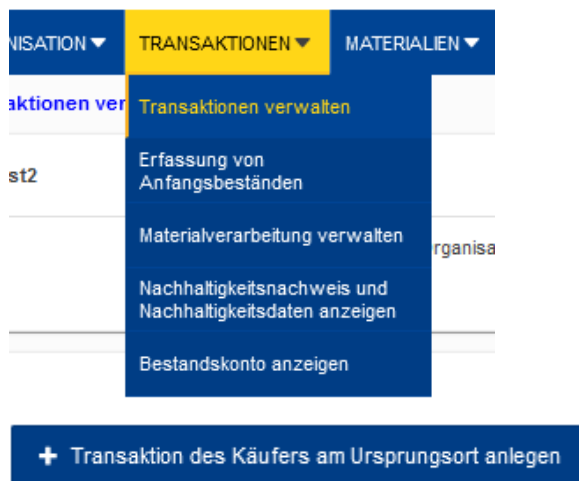 NISATION TRANSAKTIONEN MATERIALIEN
aktionen ver
Transaktionen verwalten
st2
Erfassung von
Anfangsbeständen
Materialverarbeitung verwalten
rganisa
Nachhaltigkeitsnachweis und
Nachhaltigkeitsdaten anzeigen
Bestandskonto anzeigen
+ Transaktion des Käufers am Ursprungsort anlegen